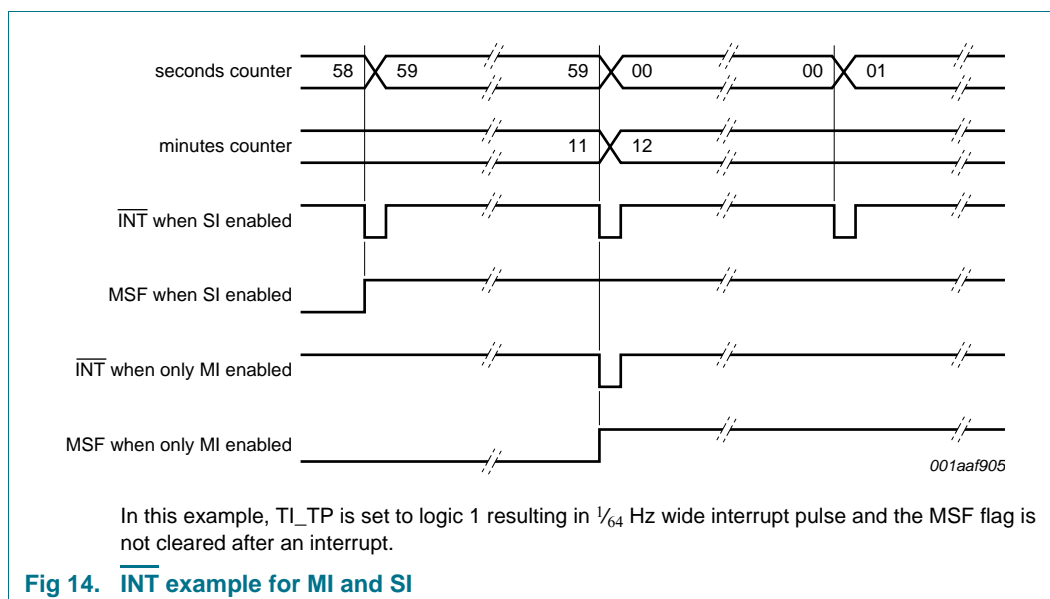 seconds counter 58 59 59 00 00 01
minutes counter 11 12
INT when SI enabled
MSF when SI enabled
INT when only MI enabled
MSF when only MI enabled
001aaf905
In this example, TI_TP is set to logic 1 resulting in 1/64 Hz wide interrupt pulse and the MSF flag is
not cleared after an interrupt.
Fig 14. INT example for MI and SI